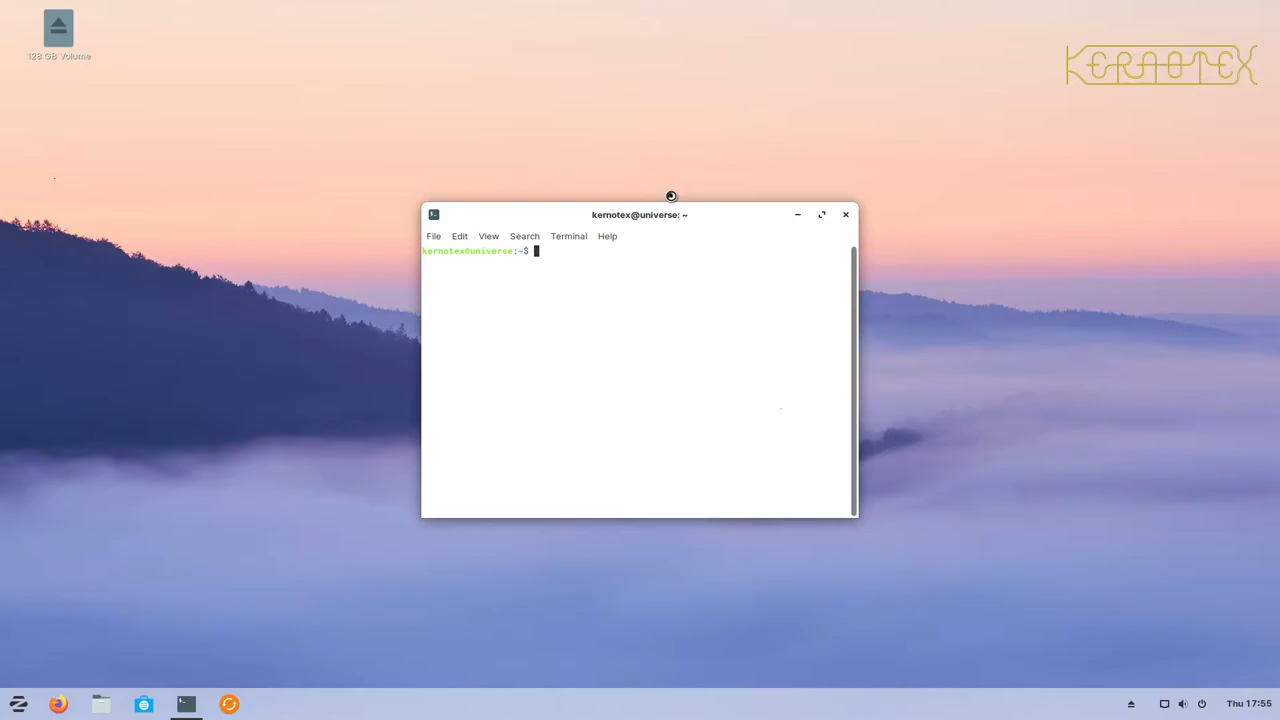 128 GB Volume
KERNOTEX
kernotex@universe: ~
File Edit View Search Terminal Help
kernotex@universe:~$
Thu 17:55